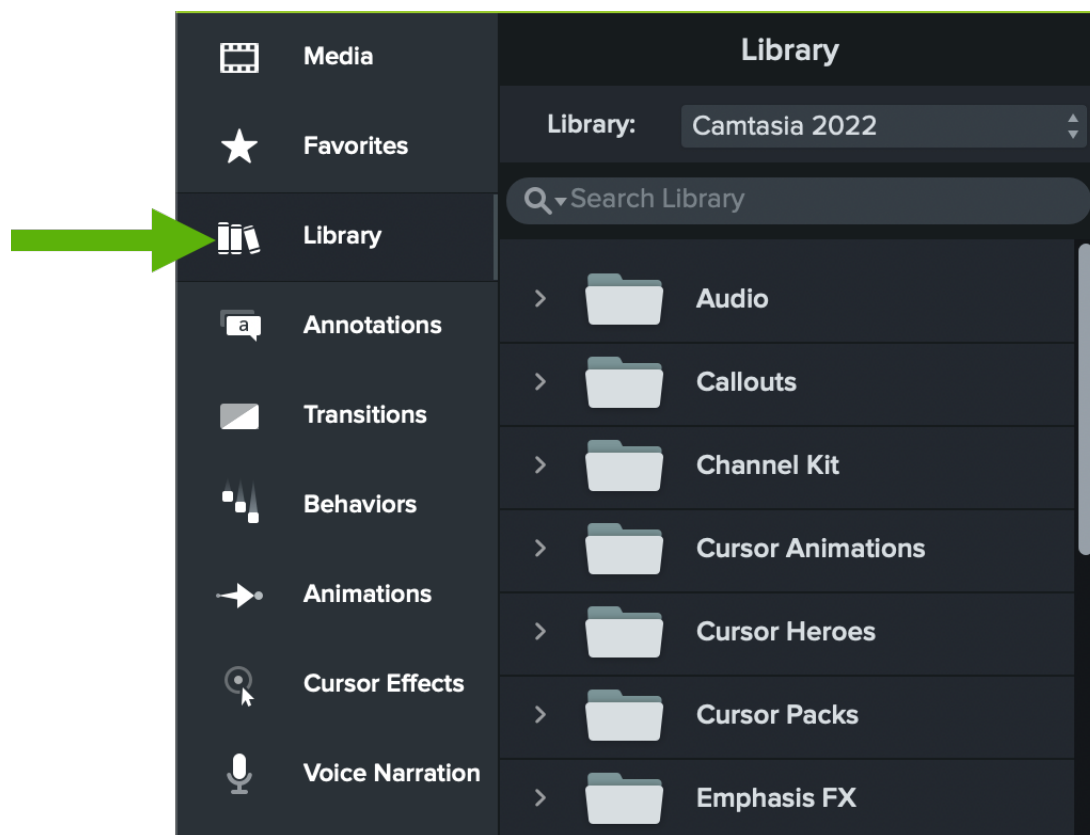 Media
Favorites
Library
a
Annotations
Transitions
Behaviors
Animations
Cursor Effects
Voice Narration
Library
Library: Camtasia 2022
Search Library
Audio
Callouts
Channel Kit
Cursor Animations
Cursor Heroes
Cursor Packs
Emphasis FX